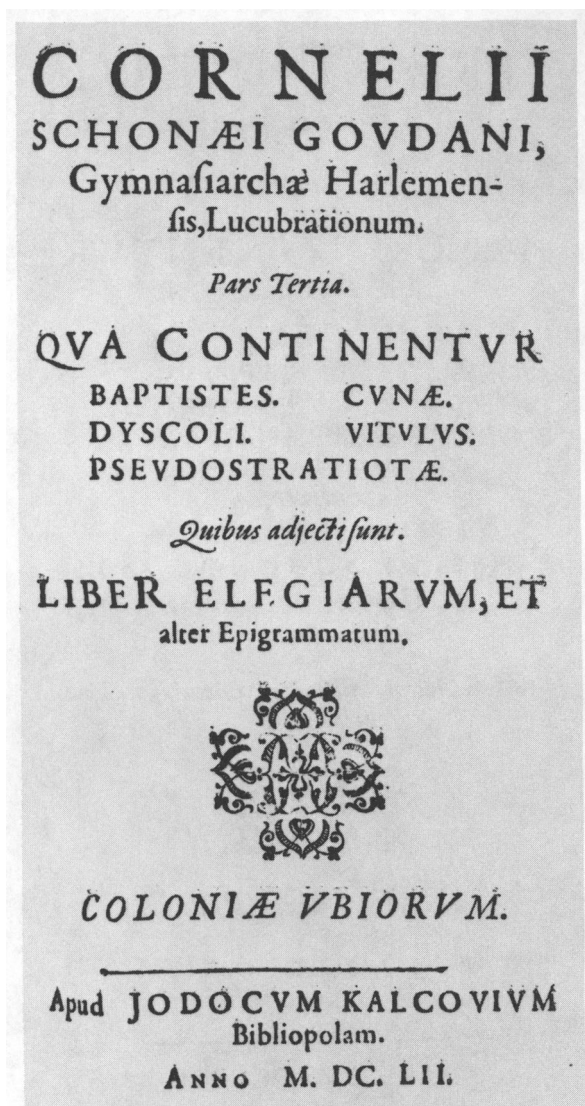 CORNELII
SCHONÆI GOVDANI,
Gymnaſiarchæ Harlemen-
ſis, Lucubrationum.
Pars Tertia.
QVA CONTINENTVR
BAPTISTES. CVNÆ.
DYSCOLI. VITVLVS.
PSEVDOSTRATIOTÆ.
Quibus adjecti ſunt.
LIBER ELEGIARVM, ET
alter Epigrammatum.
COLONIÆ VBIORVM.
Apud JODOCVM KALCOVIVM
Bibliopolam.
ANNO M. DC. LII.